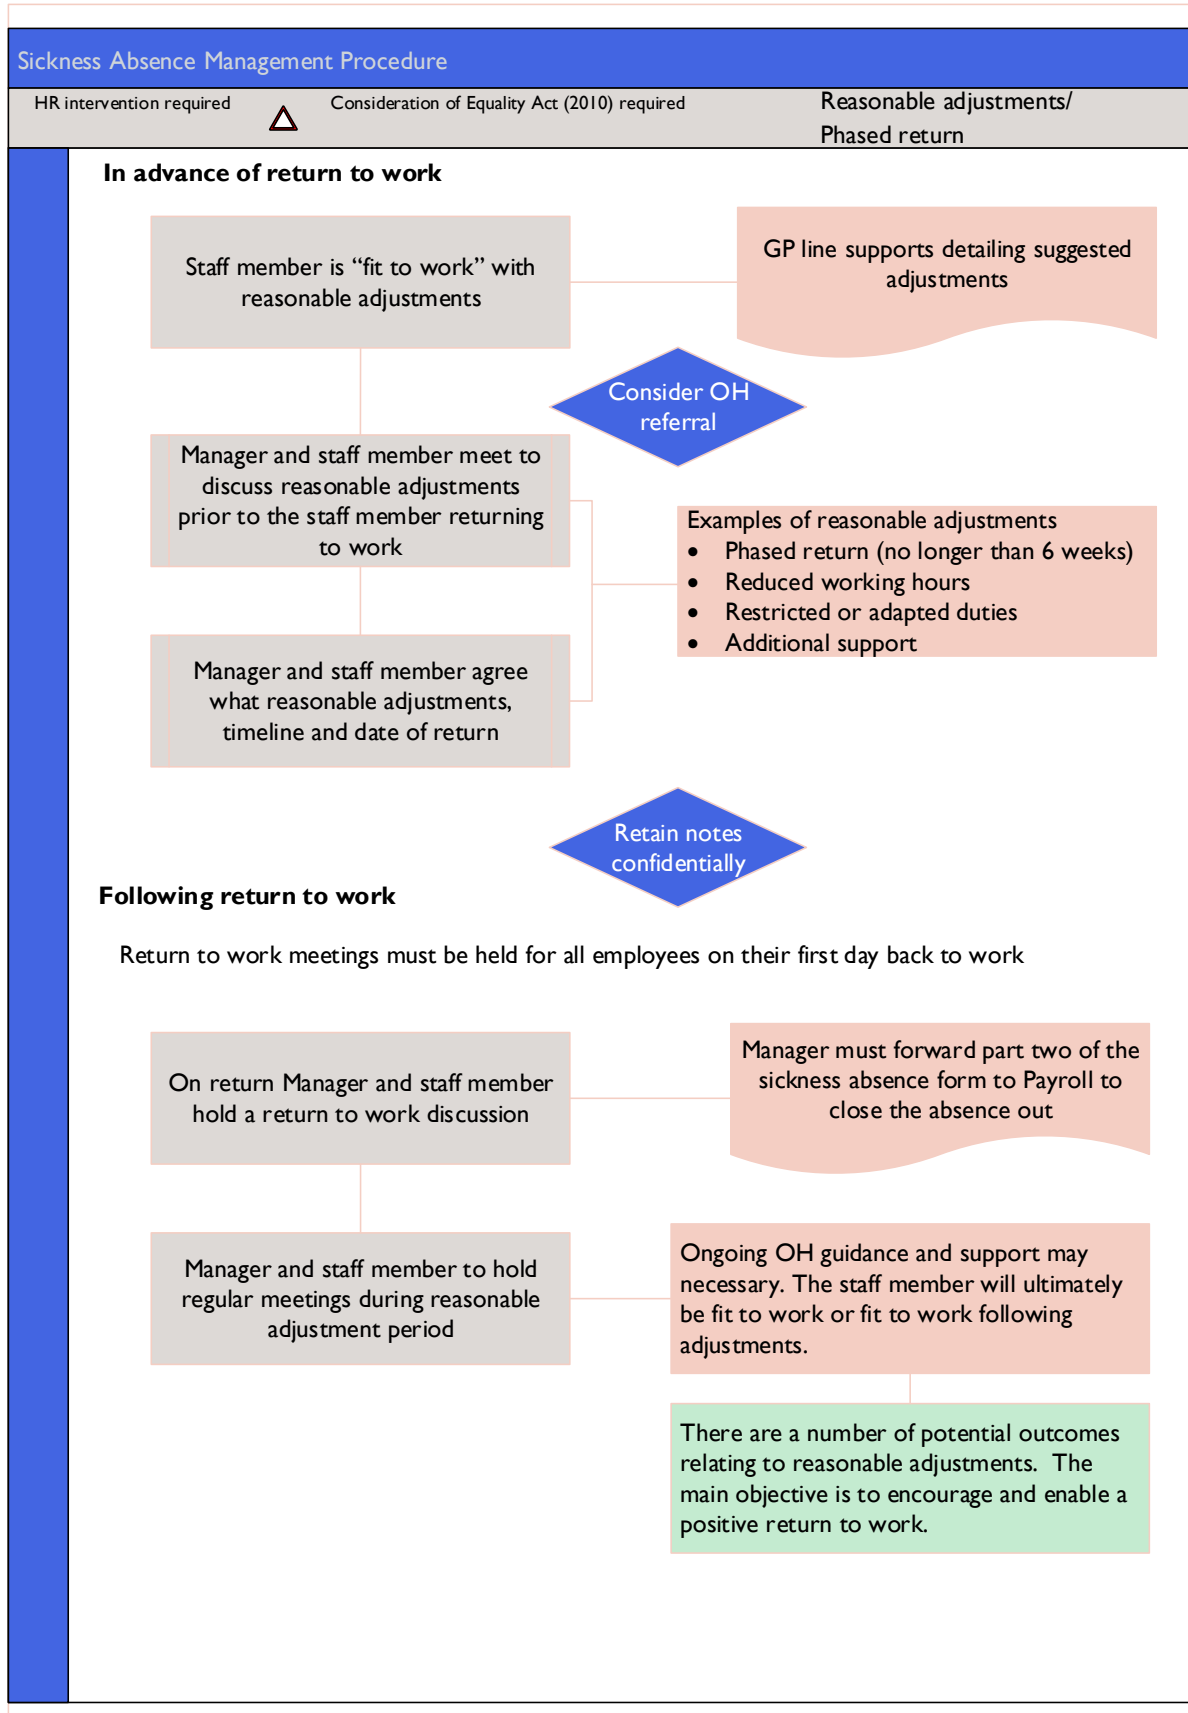 Sickness Absence Management Procedure
HR intervention required
Consideration of Equality Act (2010) required
Reasonable adjustments/
Phased return
In advance of return to work
Staff member is “fit to work” with
reasonable adjustments
GP line supports detailing suggested
adjustments
Consider OH
referral
Manager and staff member meet to
discuss reasonable adjustments
prior to the staff member returning
to work
Examples of reasonable adjustments
• Phased return (no longer than 6 weeks)
• Reduced working hours
• Restricted or adapted duties
• Additional support
Manager and staff member agree
what reasonable adjustments,
timeline and date of return
Retain notes
confidentially
Following return to work
Return to work meetings must be held for all employees on their first day back to work
On return Manager and staff member
hold a return to work discussion
Manager must forward part two of the
sickness absence form to Payroll to
close the absence out
Manager and staff member to hold
regular meetings during reasonable
adjustment period
Ongoing OH guidance and support may
necessary. The staff member will ultimately
be fit to work or fit to work following
adjustments.
There are a number of potential outcomes
relating to reasonable adjustments.  The
main objective is to encourage and enable a
positive return to work.